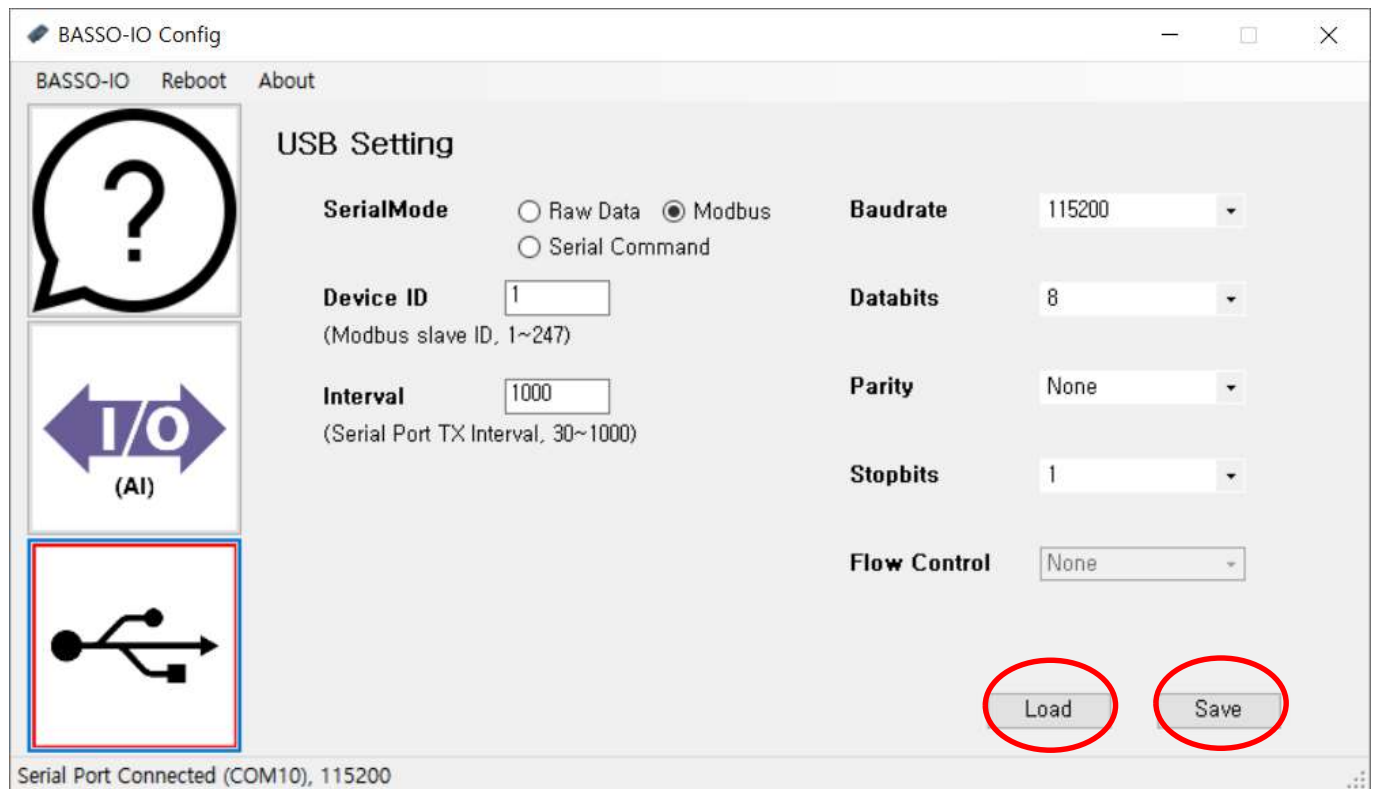 BASSO-IO Config
BASSO-IO Reboot About
?
I/O
(AI)
USB Setting
SerialMode Raw Data Modbus
Serial Command
Device ID 1
(Modbus slave ID, 1~247)
Interval 1000
(Serial Port TX Interval, 30~1000)
Baudrate 115200
Databits 8
Parity None
Stopbits 1
Flow Control None
Load Save
Serial Port Connected (COM10), 115200